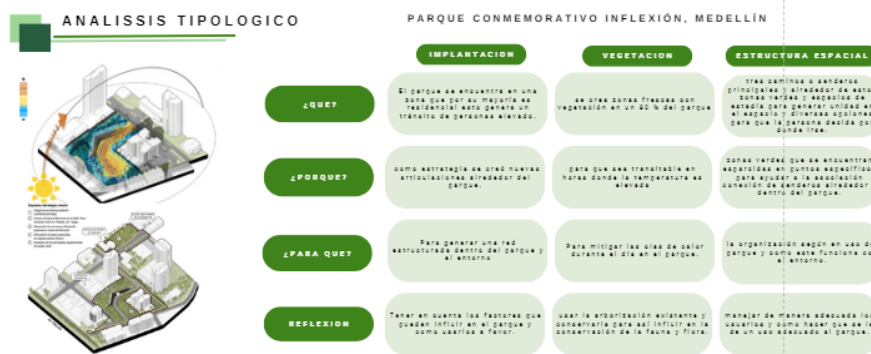 ANALISSIS TIPOLOGICO
PARQUE CONMEMORATIVO INFLEXIÓN, MEDELLÍN
IMPLANTACION
VEGETACION
ESTRUCTURA ESPACIAL
¿QUE?
El parque se encuentra en una
zona que por su mayoría es
residencial esto genera un
tránsito de personas elevado.
se crea zonas frescas con
vegetación en un 80 % del parque
tres caminos o senderos
principales y alrededor de esto
zonas verdes y espacios de
estadía para generar unidad en
el espacio y diversas opciones
para que la persona decida por
donde irse.
¿PORQUE?
como estrategia se creó nuevas
articulaciones alrededor del
parque.
para que sea transitable en
horas donde la temperatura es
elevada
zonas verdes que se encuentran
esparcidas en puntos específicos
para ayudar a la asociación
conexión de senderos alrededor
dentro del parque.
¿PARA QUE?
Para generar una red
estructurada dentro del parque y
el entorno
Para mitigar las olas de calor
durante el día en el parque.
la organización según en uso de
parque y como este funciona co
el entorno.
REFLEXION
Tener en cuenta los factores que
pueden influir en el parque y
como usarlos a favor.
usar la arborización existente y
conservarla para así influir en la
conservación de la fauna y flora.
manejar de manera adecuada los
usuarios y como hacer que se le
de un uso adecuado al parque.